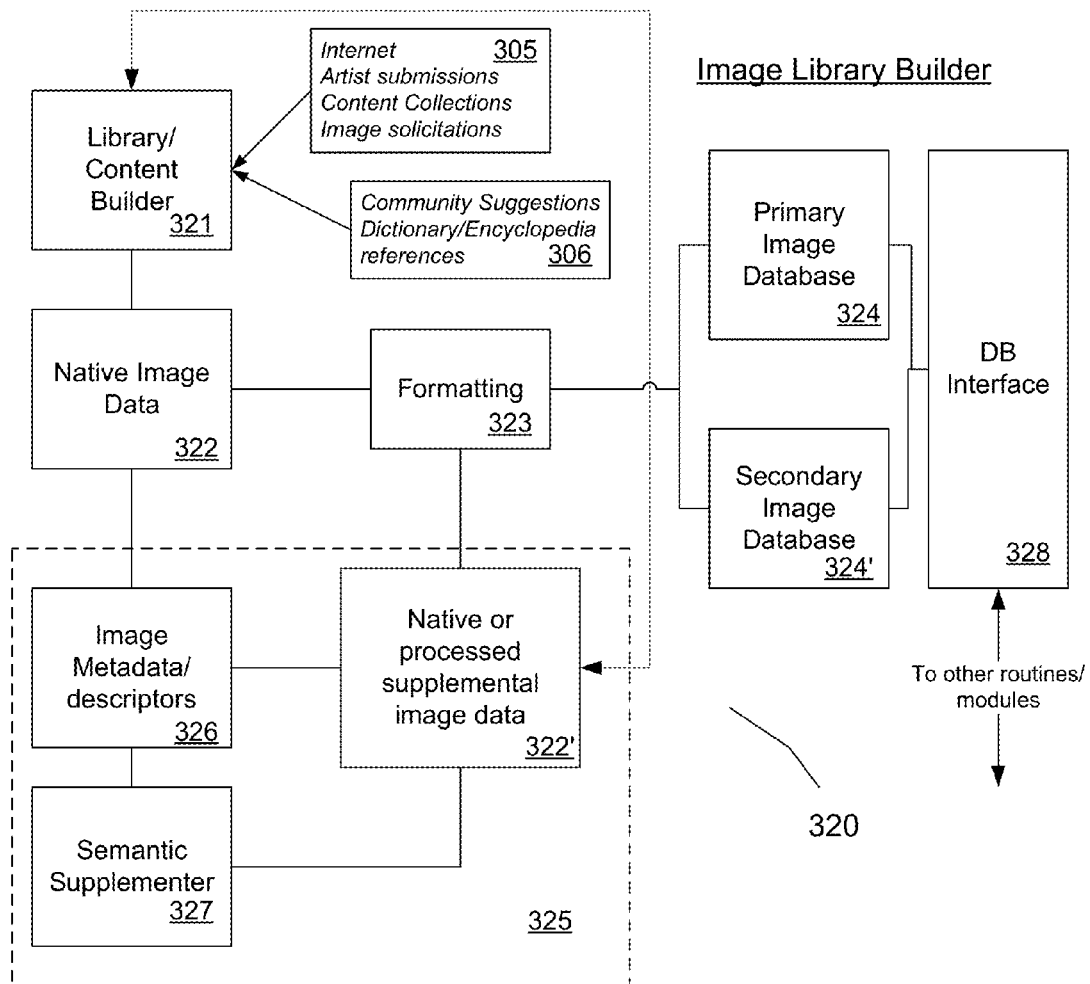 Internet 305
Artist submissions
Content Collections
Image solicitations
Image Library Builder
Library/
Content
Builder
321
Community Suggestions
Dictionary/Encyclopedia
references 306
Primary
Image
Database
324
DB
Interface
328
Native Image
Data
322
Formatting
323
Secondary
Image
Database
324'
Image
Metadata/
descriptors
326
Native or
processed
supplemental
image data
322'
To other routines/
modules
320
Semantic
Supplementer
327
325